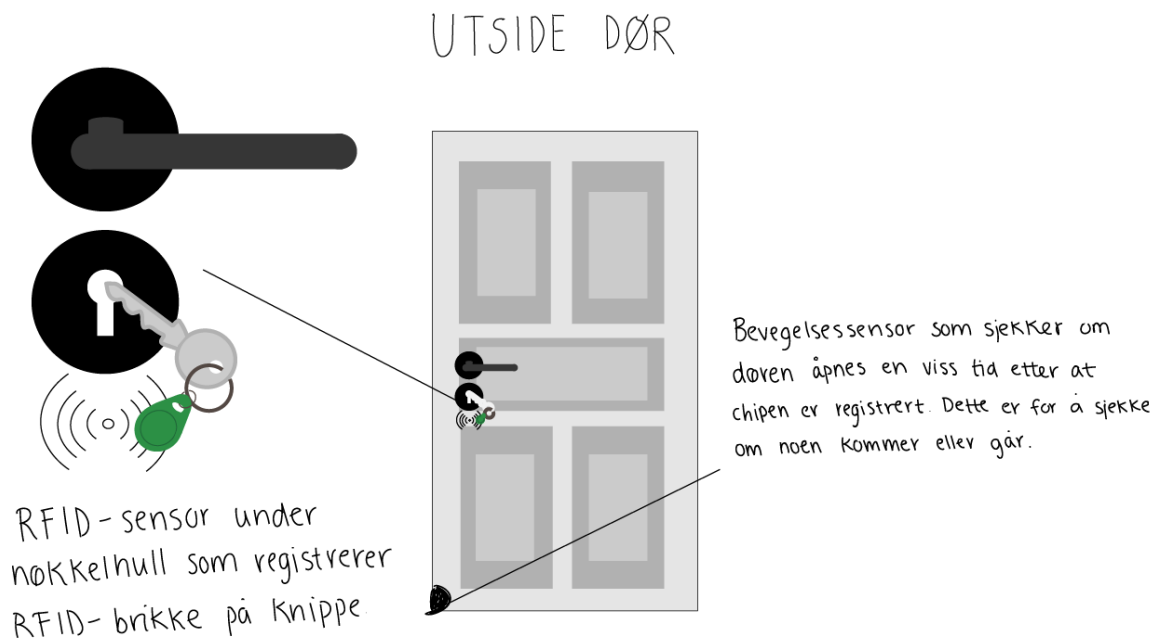 UTSIDE DØR
RFID-sensor under
nøkkelhull som registrerer
RFID-brikke på knippe.
Bevegelsessensor som sjekker om
døren åpnes en viss tid etter at
chipen er registrert. Dette er for å sjekke
om noen kommer eller går.